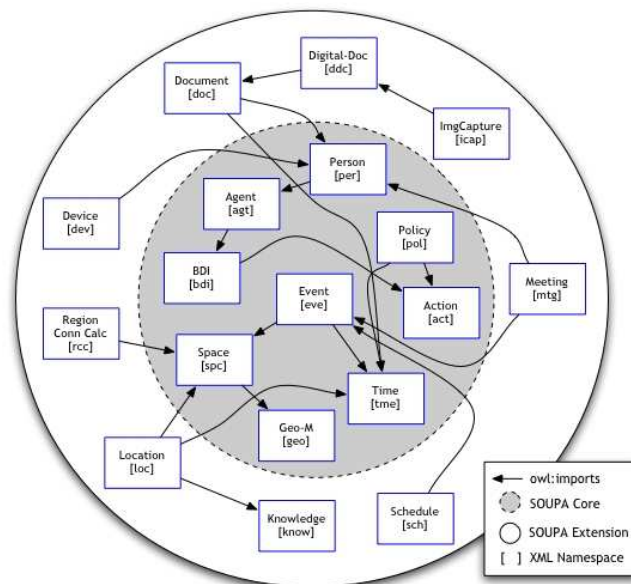 Digital-Doc
[ddc]
Document
[doc]
ImgCapture
[icap]
Person
[per]
Agent
[agt]
Device
[dev]
Policy
[pol]
BDI
[bdi]
Event
[eve]
Action
[act]
Meeting
[mtg]
Region
Conn Calc
[rcc]
Space
[spc]
Time
[tme]
Geo-M
[geo]
Location
[loc]
Knowledge
[know]
Schedule
[sch]
owl:imports
SOUPA Core
SOUPA Extension
[ ] XML Namespace